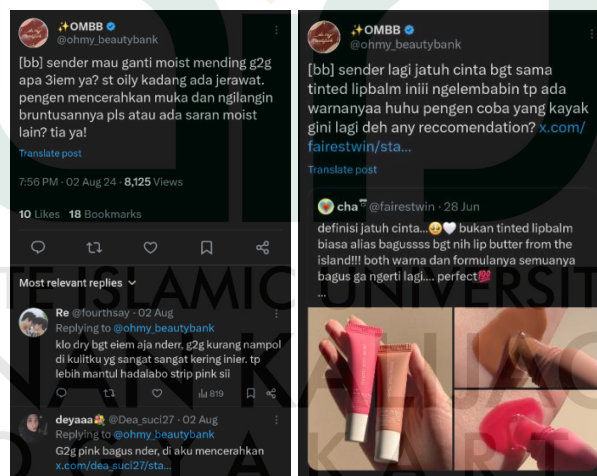 ✨OMBB
@ohmy_beautybank
[bb] sender mau ganti moist mending g2g
apa 3iem ya? st oily kadang ada jerawat.
pengen mencerahkan muka dan ngilangin
bruntusannya pls atau ada saran moist
lain? tia ya!
Translate post
7:56 PM · 02 Aug 24 · 8,125 Views
10 Likes 18 Bookmarks
Most relevant replies
Re @fourthsay · 02 Aug
Replying to @ohmy_beautybank
klo dry bgt eiem aja nderr, g2g kurang nampol
di kulitku yg sangat sangat kering inier. tp
lebih mantul hadalabo strip pink sii
819
deyaaa @Dea_suci27 · 02 Aug
Replying to @ohmy_beautybank
G2g pink bagus nder, di aku mencerahkan
x.com/dea_suci27/sta...
✨OMBB
@ohmy_beautybank
[bb] sender lagi jatuh cinta bgt sama
tinted lipbalm iniii ngelembabin tp ada
warnanyaa huhu pengen coba yang kayak
gini lagi deh any reccomendation? x.com/
fairestwin/sta...
Translate post
cha @fairestwin · 28 Jun
definisi jatuh cinta...🥹🤍 bukan tinted lipbalm
biasa alias bagussss bgt nih lip butter from the
island!!! both warna dan formulanya semuanya
bagus ga ngerti lagi.... perfect💯
...